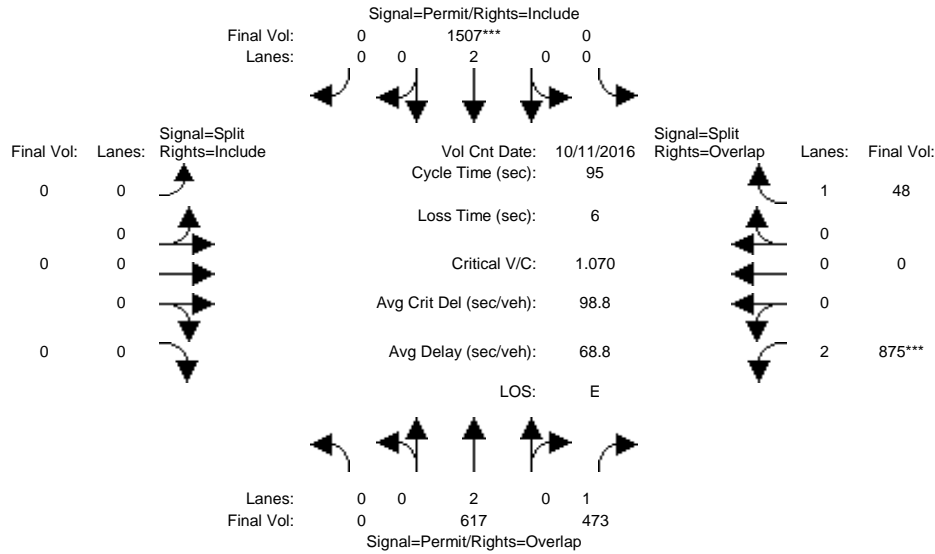 Signal=Permit/Rights=Include
Final Vol: 0 1507*** 0
Lanes: 0 0 2 0 0
Signal=Split Signal=Split
Final Vol: Lanes: Rights=Include Vol Cnt Date: 10/11/2016 Rights=Overlap Lanes: Final Vol:
Cycle Time (sec): 95
0 0 1 48
Loss Time (sec): 6
0 0
0 0 Critical V/C: 1.070 0 0
0 Avg Crit Del (sec/veh): 98.8 0
0 0 Avg Delay (sec/veh): 68.8 2 875***
LOS: E
Lanes: 0 0 2 0 1
Final Vol: 0 617 473
Signal=Permit/Rights=Overlap